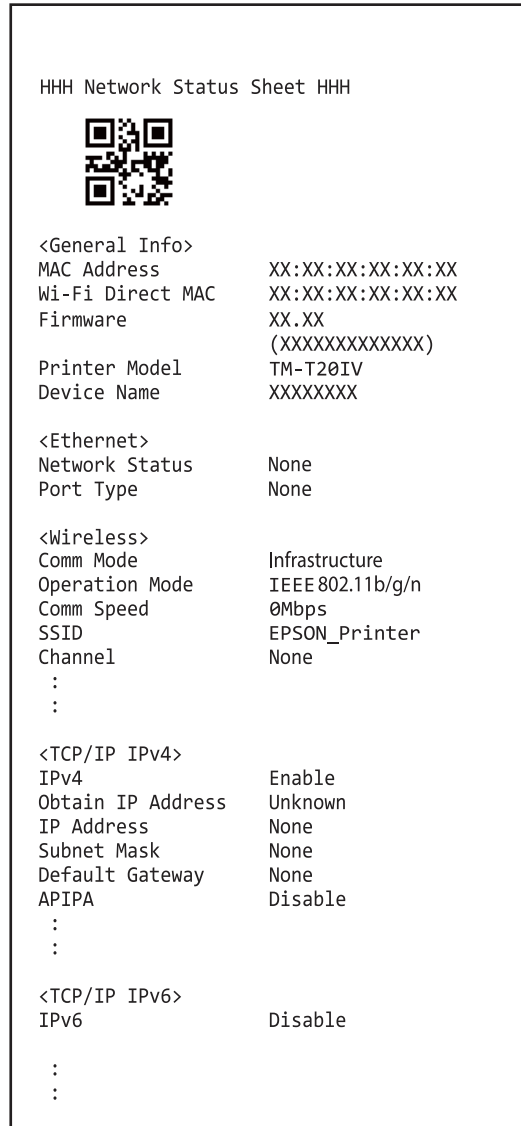 HHH Network Status Sheet HHH
<General Info>
MAC Address XX:XX:XX:XX:XX:XX
Wi-Fi Direct MAC XX:XX:XX:XX:XX:XX
Firmware XX.XX
(XXXXXXXXXXXXX)
Printer Model TM-T20IV
Device Name XXXXXXXX
<Ethernet>
Network Status None
Port Type None
<Wireless>
Comm Mode Infrastructure
Operation Mode IEEE 802.11b/g/n
Comm Speed 0Mbps
SSID EPSON_Printer
Channel None
:
:
<TCP/IP IPv4>
IPv4 Enable
Obtain IP Address Unknown
IP Address None
Subnet Mask None
Default Gateway None
APIPA Disable
:
:
<TCP/IP IPv6>
IPv6 Disable
:
: